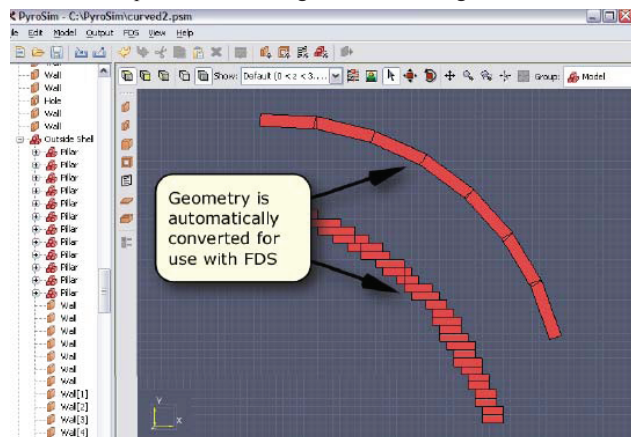 PyroSim - C:\PyroSim\curved2.psm
Edit Model Output FDS View Help
Show: Default (0 < z < 3....
Group: Model
Wall
Wall
Hole
Wall
Wall
Outside Shell
Pillar
Pillar
Pillar
Pillar
Pillar
Pillar
Pillar
Pillar
Pillar
Pillar
Pillar
Pillar
Wall
Wall
Wall
Wall
Wall
Wall
Wall
Wall[1]
Wall[2]
Wall[3]
Wall[4]
Geometry is
automatically
converted for
use with FDS
Y
X